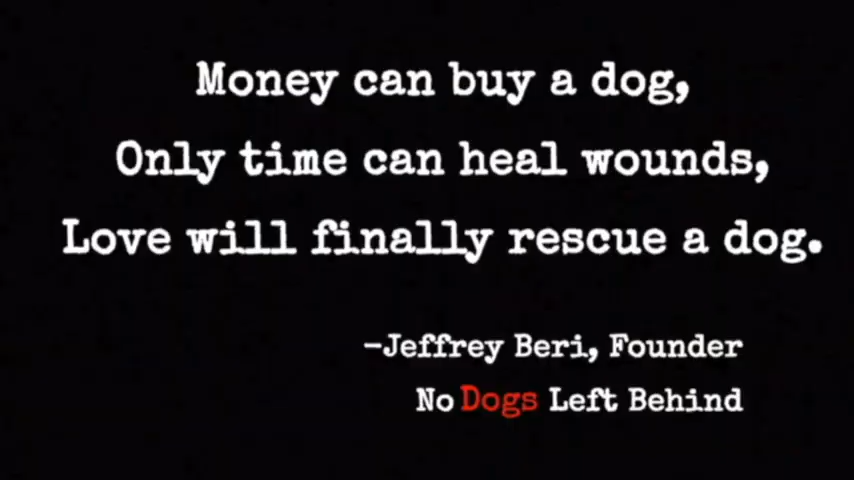 Money can buy a dog,
Only time can heal wounds,
Love will finally rescue a dog.
-Jeffrey Beri, Founder
No Dogs Left Behind